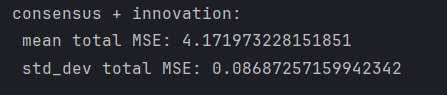 consensus + innovation:
mean total MSE: 4.171973228151851
std_dev total MSE: 0.08687257159942342